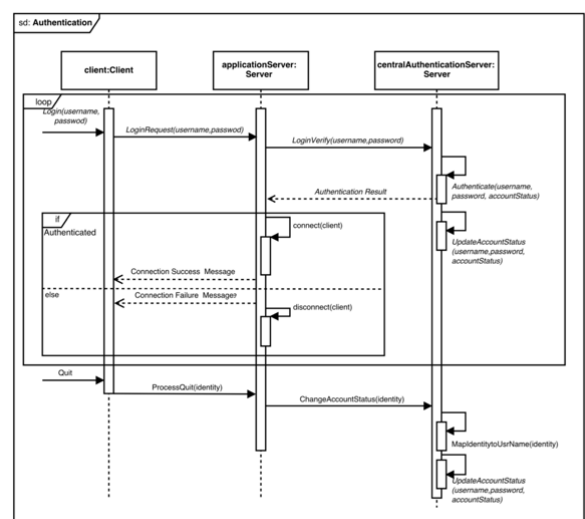 sd: Authentication
client:Client
applicationServer:
Server
centralAuthenticationServer:
Server
loop
Login(username,
passwod)
LoginRequest(username,passwod)
LoginVerify(username,password)
Authenticate(username,
password, accountStatus)
Authentication Result
if
Authenticated
connect(client)
UpdateAccountStatus
(username,password,
accountStatus)
Connection Success Message
else
Connection Failure Message
disconnect(client)
Quit
ProcessQuit(identity)
ChangeAccountStatus(identity)
MapIdentitytoUsrName(identity)
UpdateAccountStatus
(username,password,
accountStatus)